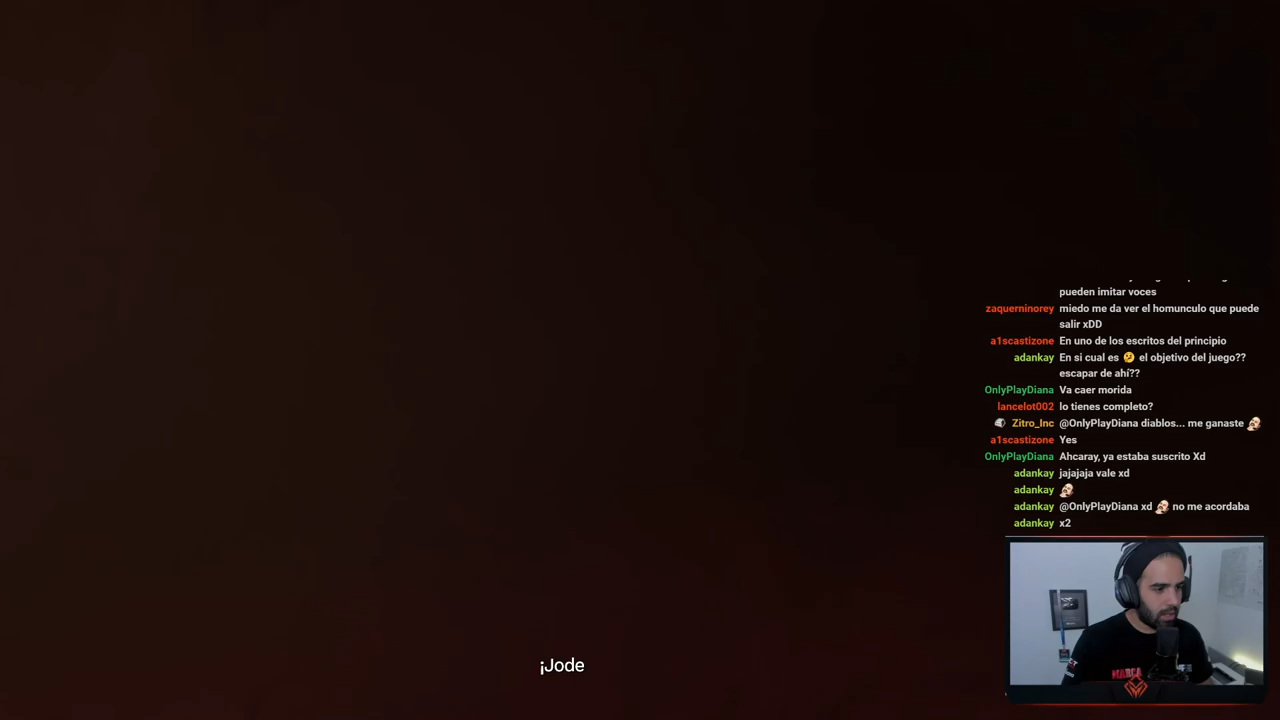 pueden imitar voces
zaquerninorey miedo me da ver el homunculo que puede
salir xDD
a1scastizone En uno de los escritos del principio
adankay En si cual es 🫤 el objetivo del juego??
escapar de ahí??
OnlyPlayDiana Va caer morida
lancelot002 lo tienes completo?
Zitro_Inc @OnlyPlayDiana diablos... me ganaste
a1scastizone Yes
OnlyPlayDiana Ahcaray, ya estaba suscrito Xd
adankay jajajaja vale xd
adankay
adankay @OnlyPlayDiana xd no me acordaba
adankay x2
MARCA
¡Jode